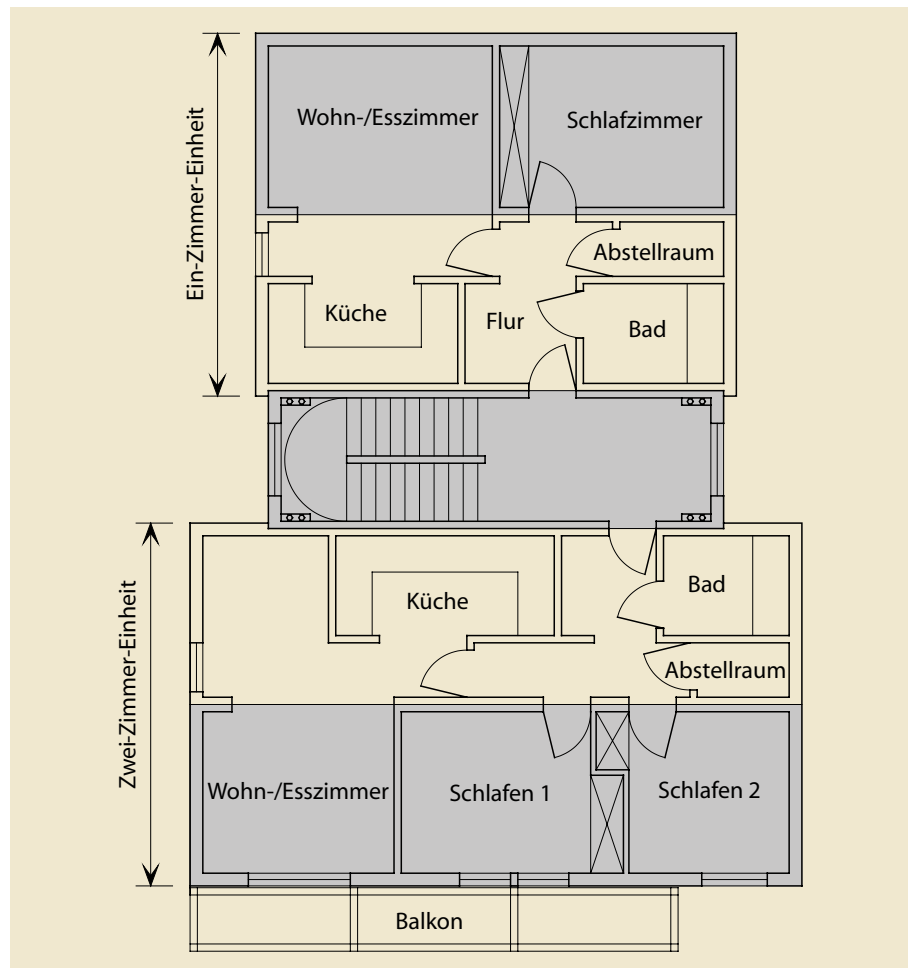 Ein-Zimmer-Einheit
Wohn-/Esszimmer
Schlafzimmer
Abstellraum
Küche
Flur
Bad
Zwei-Zimmer-Einheit
Küche
Bad
Abstellraum
Wohn-/Esszimmer
Schlafen 1
Schlafen 2
Balkon